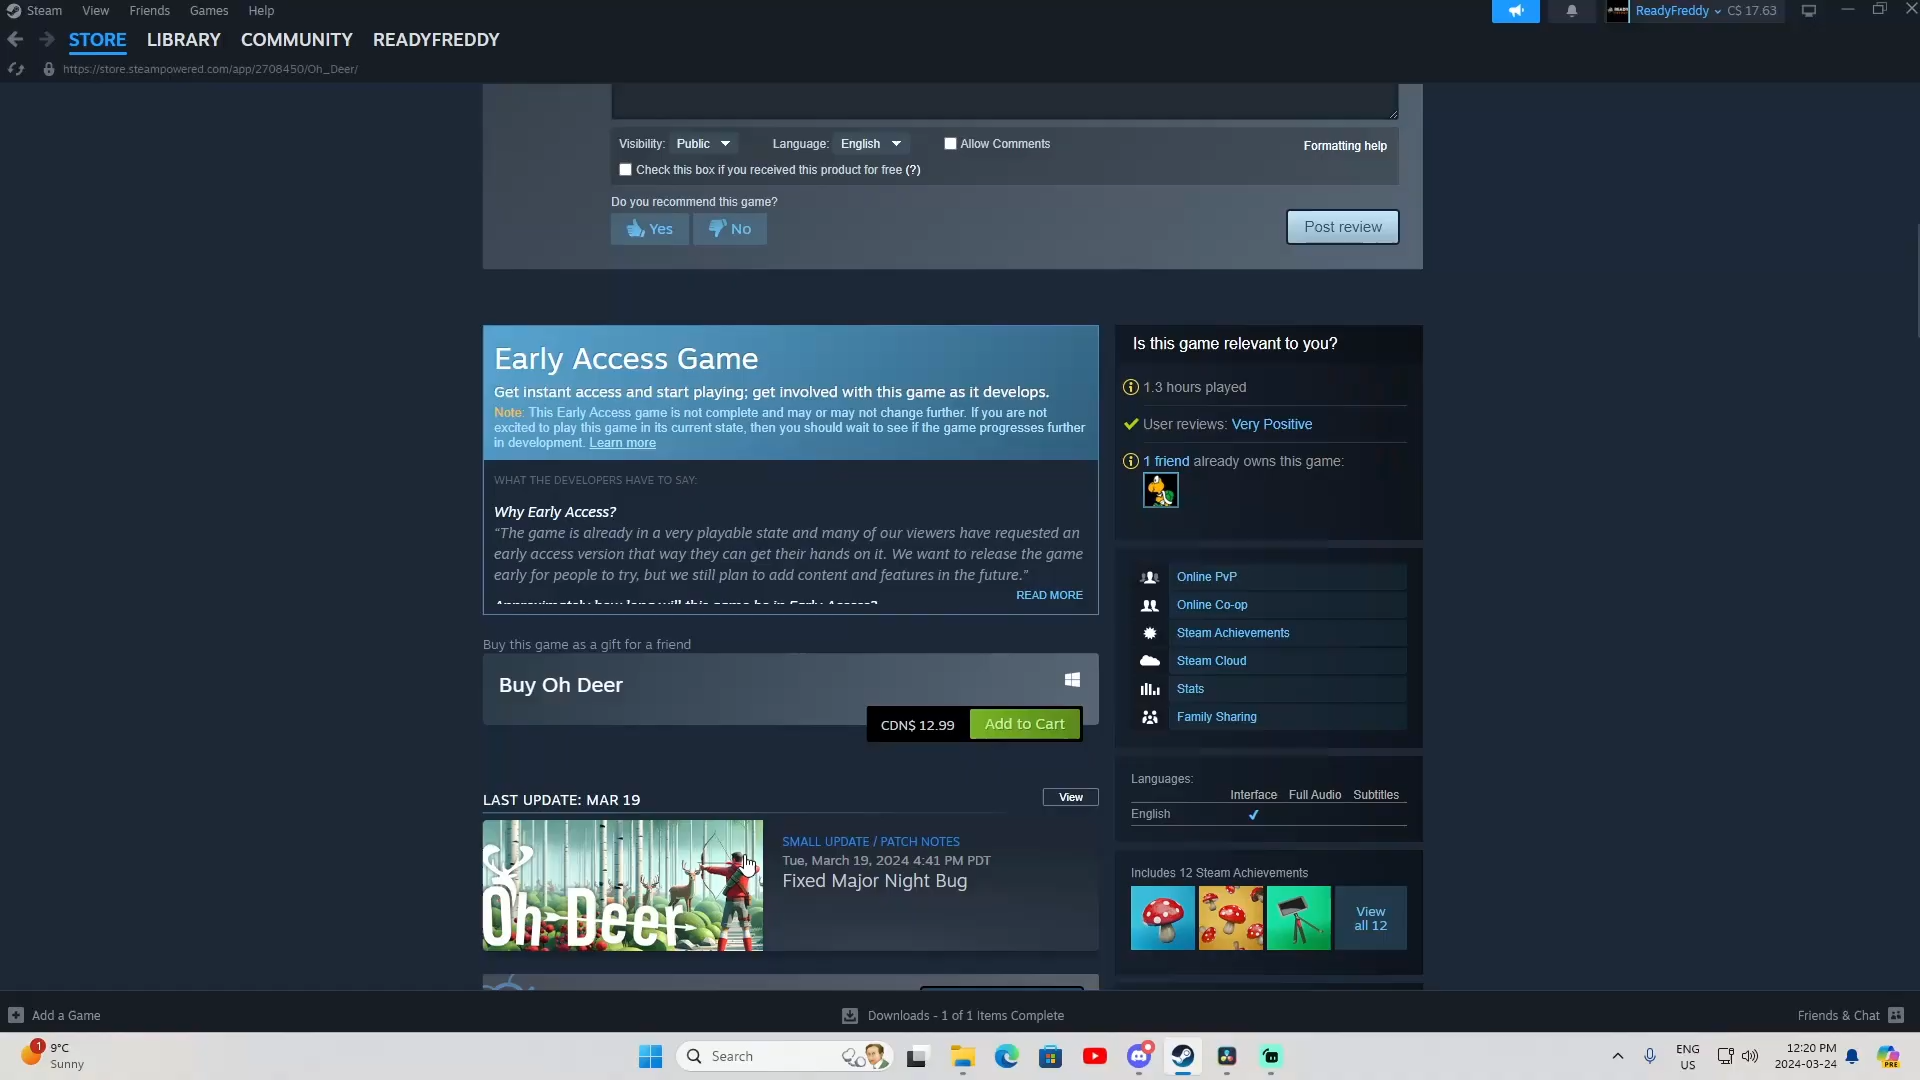 Steam View Friends Games Help ReadyFreddy C$ 17.63
STORE LIBRARY COMMUNITY READYFREDDY
https://store.steampowered.com/app/2708450/Oh_Deer/
Visibility: Public Language: English Allow Comments Formatting help
Check this box if you received this product for free (?)
Do you recommend this game?
Yes No Post review
Early Access Game
Get instant access and start playing; get involved with this game as it develops.
Note: This Early Access game is not complete and may or may not change further. If you are not
excited to play this game in its current state, then you should wait to see if the game progresses further
in development. Learn more
WHAT THE DEVELOPERS HAVE TO SAY:
Why Early Access?
“The game is already in a very playable state and many of our viewers have requested an
early access version that way they can get their hands on it. We want to release the game
early for people to try, but we still plan to add content and features in the future.”
Approximately how long will this game be in Early Access?
READ MORE
Is this game relevant to you?
1.3 hours played
User reviews: Very Positive
1 friend already owns this game:
Online PvP
Online Co-op
Steam Achievements
Steam Cloud
Stats
Family Sharing
Buy this game as a gift for a friend
Buy Oh Deer
CDN$ 12.99 Add to Cart
Languages:
Interface Full Audio Subtitles
English ✔
LAST UPDATE: MAR 19 View
Oh Deer
SMALL UPDATE / PATCH NOTES
Tue, March 19, 2024 4:41 PM PDT
Fixed Major Night Bug
Includes 12 Steam Achievements
View
all 12
Add a Game Downloads - 1 of 1 Items Complete Friends & Chat
1
9°C
Sunny
Search
ENG
US
12:20 PM
2024-03-24
PRE